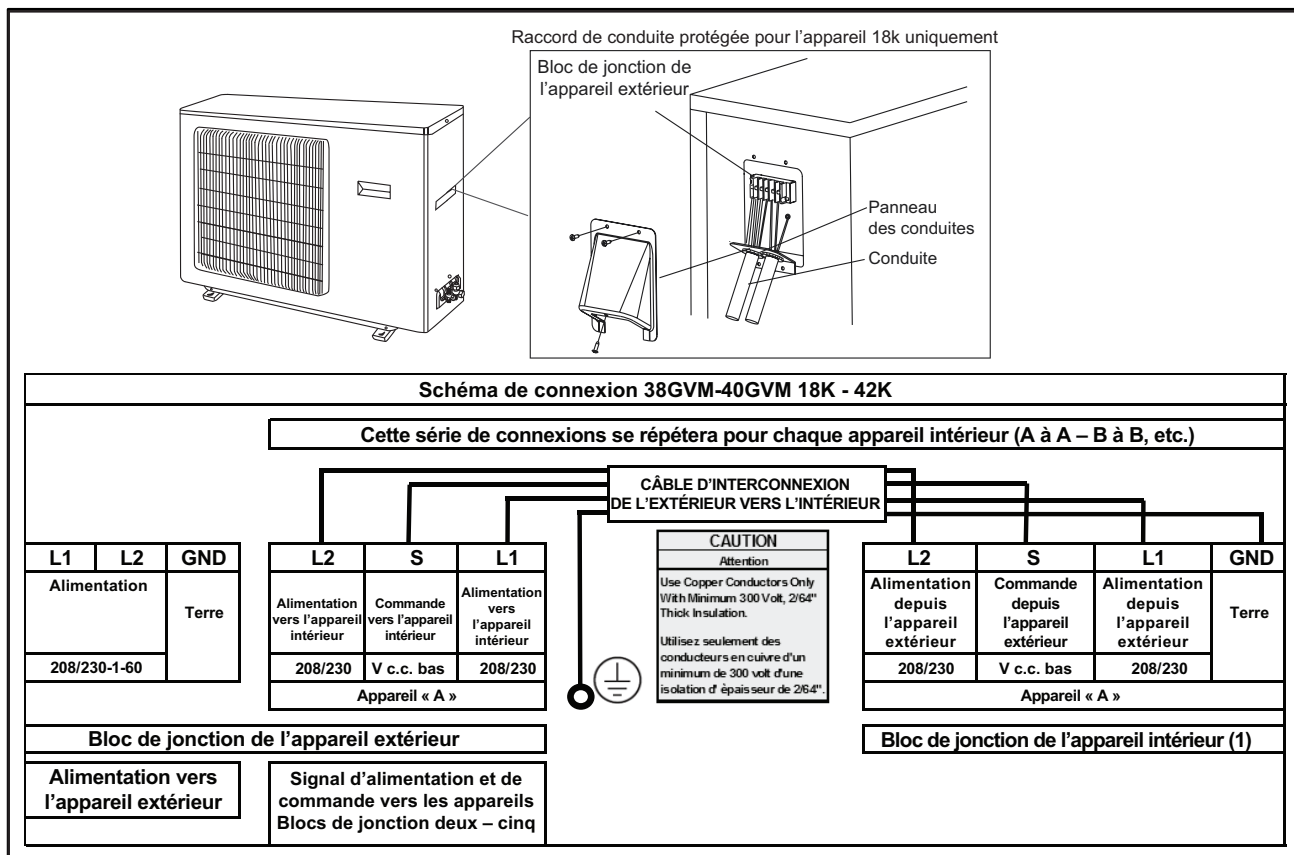 Raccord de conduite protégée pour l'appareil 18k uniquement
Bloc de jonction de
l'appareil extérieur
Panneau
des conduites
Conduite
Schéma de connexion 38GVM-40GVM 18K - 42K
Cette série de connexions se répétera pour chaque appareil intérieur (A à A – B à B, etc.)
CÂBLE D'INTERCONNEXION
DE L'EXTÉRIEUR VERS L'INTÉRIEUR
L1 L2 GND
Alimentation
Terre
208/230-1-60
L2 S L1
Alimentation
vers l'appareil
intérieur
Commande
vers l'appareil
intérieur
Alimentation
vers
l'appareil
intérieur
208/230 V c.c. bas 208/230
Appareil « A »
CAUTION
Attention
Use Copper Conductors Only
With Minimum 300 Volt, 2/64"
Thick Insulation.
Utilisez seulement des
conducteurs en cuivre d'un
minimum de 300 volt d'une
isolation d' èpaisseur de 2/64".
L2 S L1 GND
Alimentation
depuis
l'appareil
extérieur
Commande
depuis
l'appareil
extérieur
Alimentation
depuis
l'appareil
extérieur
Terre
208/230 V c.c. bas 208/230
Appareil « A »
Bloc de jonction de l'appareil extérieur
Bloc de jonction de l'appareil intérieur (1)
Alimentation vers
l'appareil extérieur
Signal d'alimentation et de
commande vers les appareils
Blocs de jonction deux – cinq